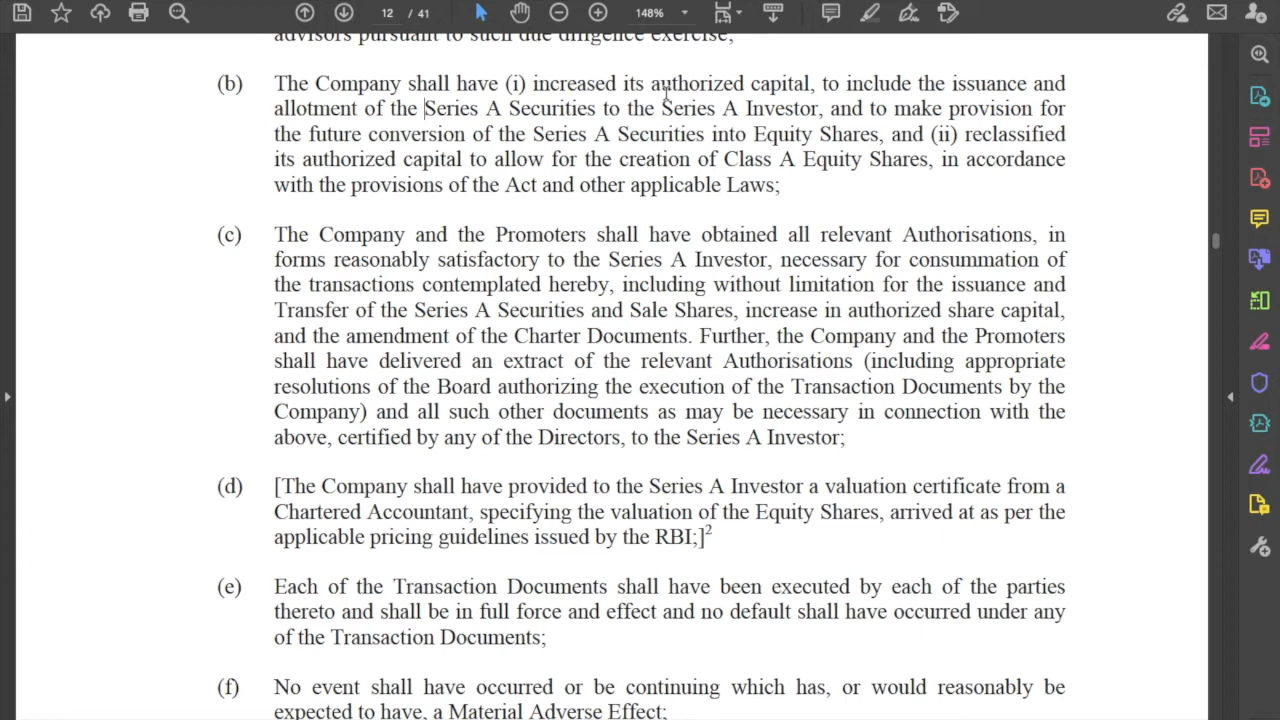 12 / 41
148%
advisors pursuant to such due diligence exercise;
(b) The Company shall have (i) increased its authorized capital, to include the issuance and
allotment of the Series A Securities to the Series A Investor, and to make provision for
the future conversion of the Series A Securities into Equity Shares, and (ii) reclassified
its authorized capital to allow for the creation of Class A Equity Shares, in accordance
with the provisions of the Act and other applicable Laws;
(c) The Company and the Promoters shall have obtained all relevant Authorisations, in
forms reasonably satisfactory to the Series A Investor, necessary for consummation of
the transactions contemplated hereby, including without limitation for the issuance and
Transfer of the Series A Securities and Sale Shares, increase in authorized share capital,
and the amendment of the Charter Documents. Further, the Company and the Promoters
shall have delivered an extract of the relevant Authorisations (including appropriate
resolutions of the Board authorizing the execution of the Transaction Documents by the
Company) and all such other documents as may be necessary in connection with the
above, certified by any of the Directors, to the Series A Investor;
(d) [The Company shall have provided to the Series A Investor a valuation certificate from a
Chartered Accountant, specifying the valuation of the Equity Shares, arrived at as per the
applicable pricing guidelines issued by the RBI;]²
(e) Each of the Transaction Documents shall have been executed by each of the parties
thereto and shall be in full force and effect and no default shall have occurred under any
of the Transaction Documents;
(f) No event shall have occurred or be continuing which has, or would reasonably be
expected to have, a Material Adverse Effect;